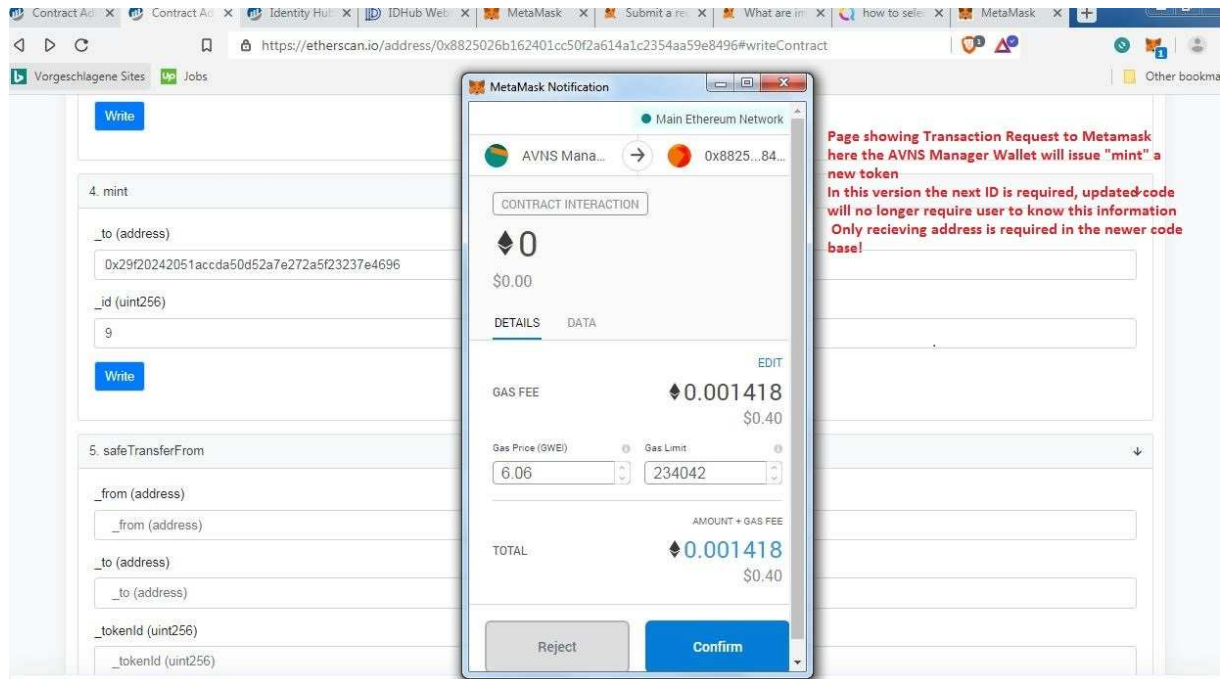 Contract Ad
Contract Ad
Identity Hub
IDHub Web
MetaMask
Submit a re
What are in
how to sele
MetaMask
https://etherscan.io/address/0x8825026b162401cc50f2a614a1c2354aa59e8496#writeContract
1
Vorgeschlagene Sites
Up Jobs
Other bookma
Write
4. mint
_to (address)
0x29f20242051accda50d52a7e272a5f23237e4696
_id (uint256)
9
Write
5. safeTransferFrom
_from (address)
_from (address)
_to (address)
_to (address)
_tokenId (uint256)
_tokenId (uint256)
MetaMask Notification
Main Ethereum Network
AVNS Mana...
0x8825...84...
CONTRACT INTERACTION
0
$0.00
DETAILS DATA
EDIT
GAS FEE 0.001418
$0.40
Gas Price (GWEI) Gas Limit
6.06 234042
AMOUNT + GAS FEE
TOTAL 0.001418
$0.40
Reject Confirm
Page showing Transaction Request to Metamask
here the AVNS Manager Wallet will issue "mint" a
new token
In this version the next ID is required, updated code
will no longer require user to know this information
Only recieving address is required in the newer code
base!